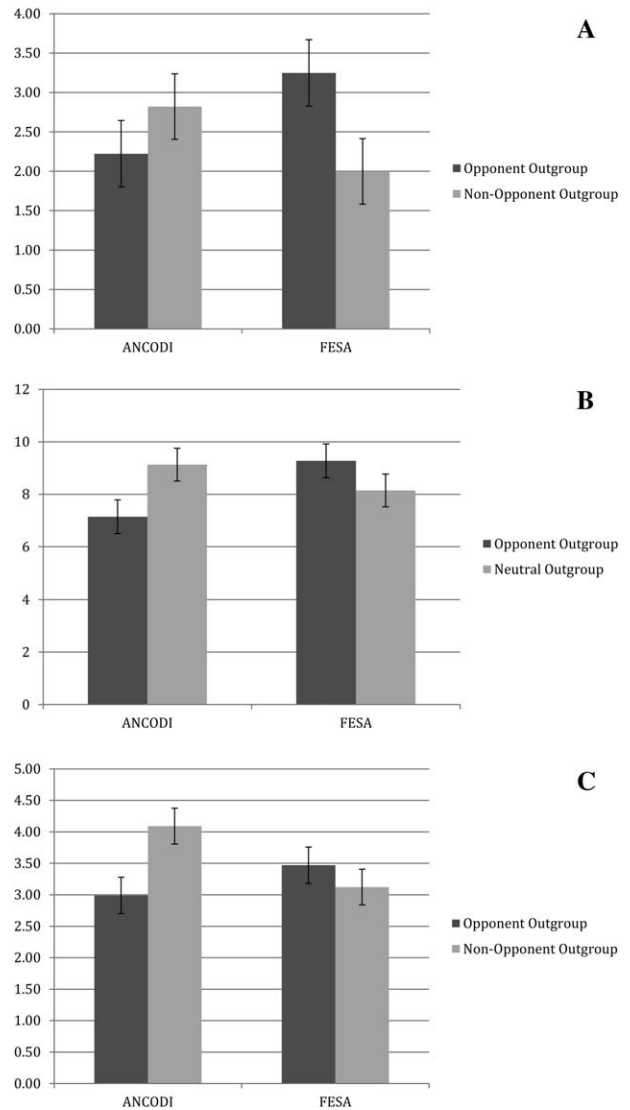 4.00
A
3.50
3.00
2.50
2.00
Opponent Outgroup
1.50
Non-Opponent Outgroup
1.00
0.50
0.00
ANCODI FESA
12
B
10
8
6
Opponent Outgroup
Neutral Outgroup
4
2
0
ANCODI FESA
5.00
C
4.50
4.00
3.50
3.00
2.50
Opponent Outgroup
2.00
Non-Opponent Outgroup
1.50
1.00
0.50
0.00
ANCODI FESA